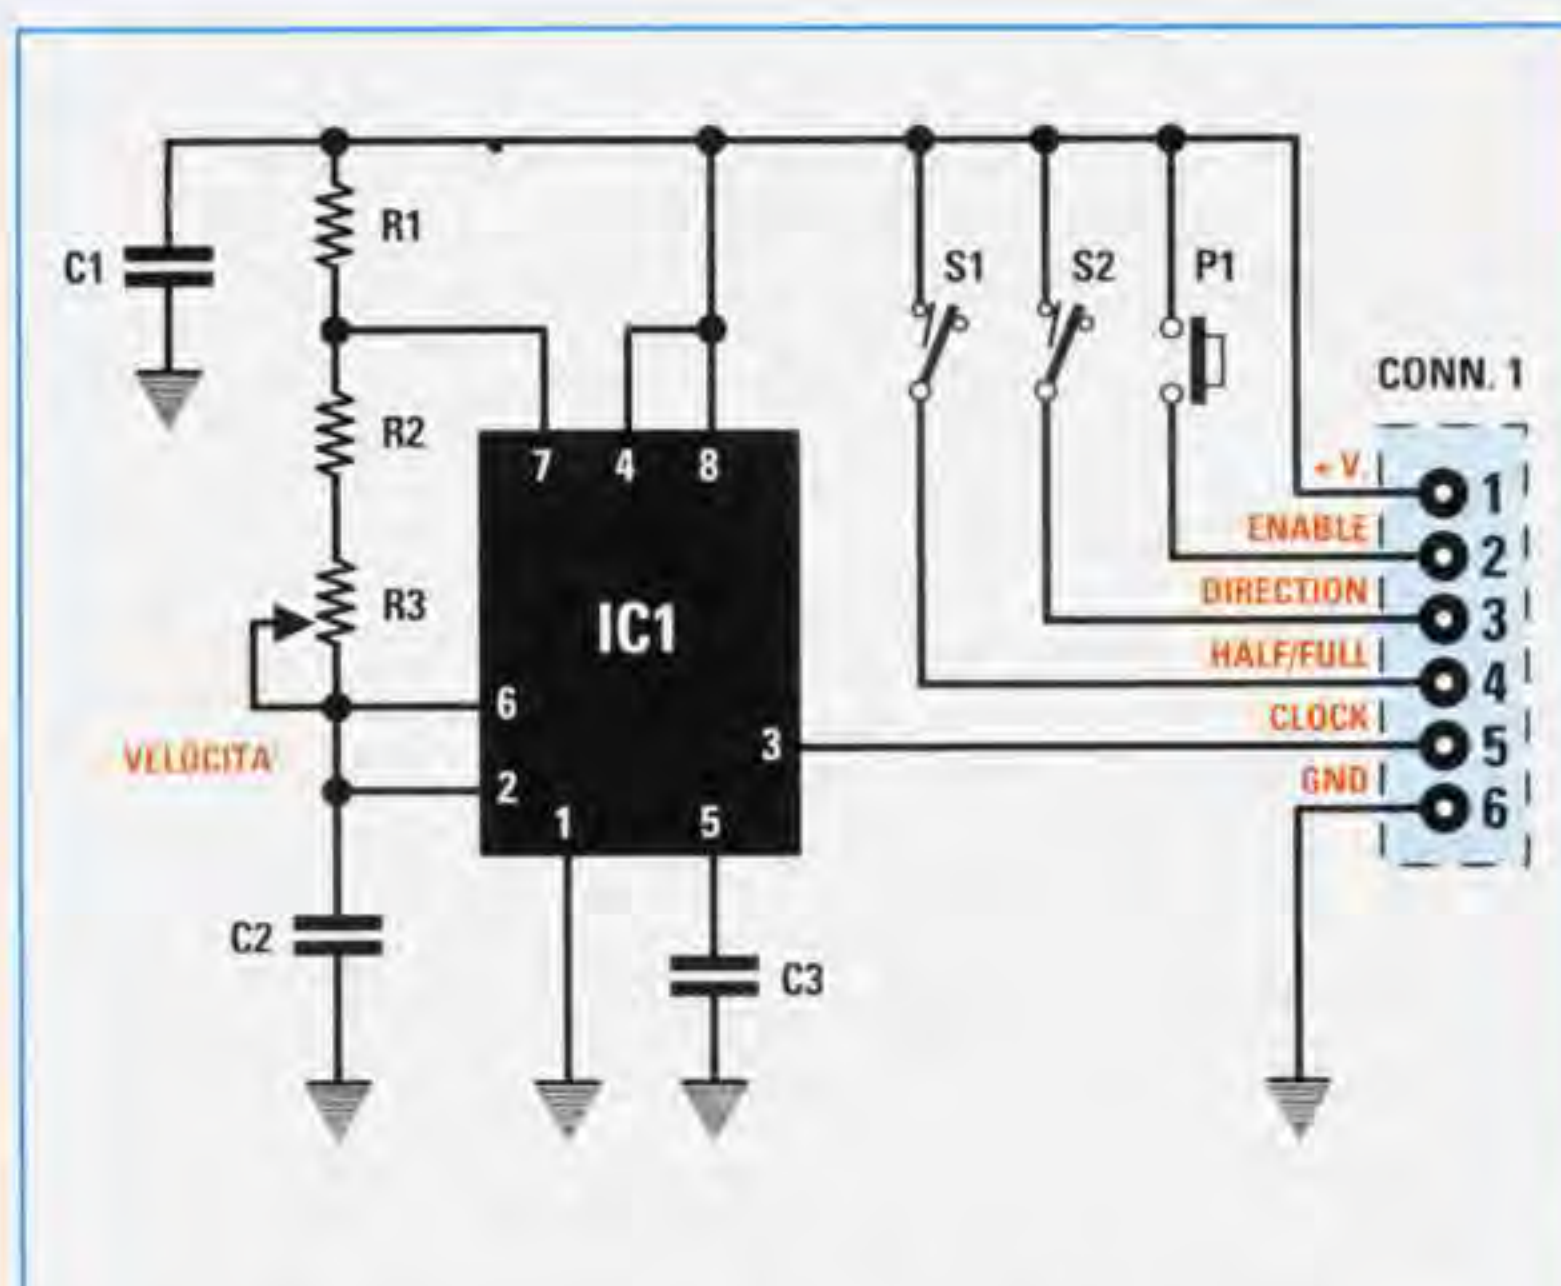 C1
R1
R2
R3
VELOCITA'
C2
7 4 8
IC1
6
2
3
1 5
C3
S1 S2 P1
CONN. 1
+ V. 1
ENABLE 2
DIRECTION 3
HALF/FULL 4
CLOCK 5
GND 6